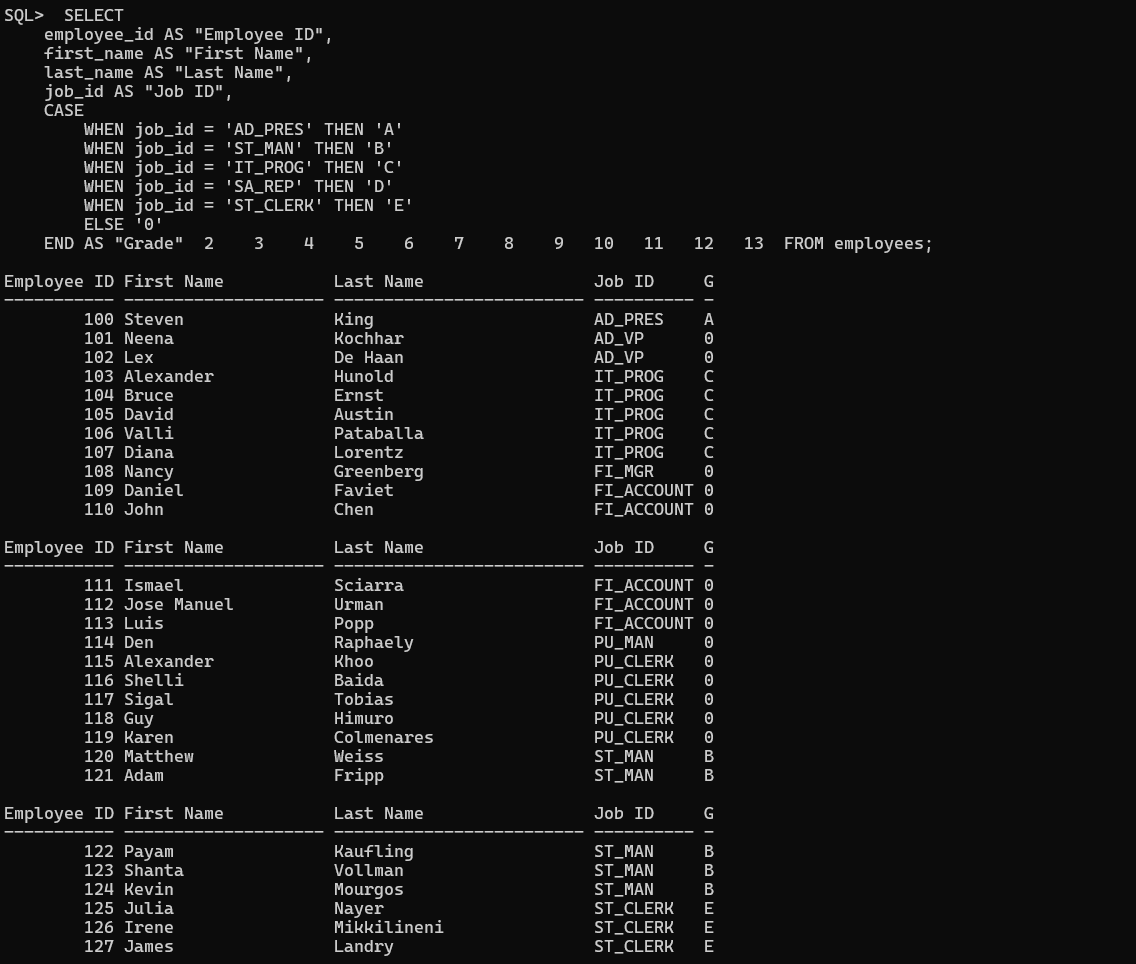 SQL>  SELECT
    employee_id AS "Employee ID",
    first_name AS "First Name",
    last_name AS "Last Name",
    job_id AS "Job ID",
    CASE
        WHEN job_id = 'AD_PRES' THEN 'A'
        WHEN job_id = 'ST_MAN' THEN 'B'
        WHEN job_id = 'IT_PROG' THEN 'C'
        WHEN job_id = 'SA_REP' THEN 'D'
        WHEN job_id = 'ST_CLERK' THEN 'E'
        ELSE '0'
    END AS "Grade"  2    3    4    5    6    7    8    9   10   11   12   13  FROM employees;

Employee ID First Name           Last Name                 Job ID     G
----------- -------------------- ------------------------- ---------- -
        100 Steven               King                      AD_PRES    A
        101 Neena                Kochhar                   AD_VP      0
        102 Lex                  De Haan                   AD_VP      0
        103 Alexander            Hunold                    IT_PROG    C
        104 Bruce                Ernst                     IT_PROG    C
        105 David                Austin                    IT_PROG    C
        106 Valli                Pataballa                 IT_PROG    C
        107 Diana                Lorentz                   IT_PROG    C
        108 Nancy                Greenberg                 FI_MGR     0
        109 Daniel               Faviet                    FI_ACCOUNT 0
        110 John                 Chen                      FI_ACCOUNT 0

Employee ID First Name           Last Name                 Job ID     G
----------- -------------------- ------------------------- ---------- -
        111 Ismael               Sciarra                   FI_ACCOUNT 0
        112 Jose Manuel          Urman                     FI_ACCOUNT 0
        113 Luis                 Popp                      FI_ACCOUNT 0
        114 Den                  Raphaely                  PU_MAN     0
        115 Alexander            Khoo                      PU_CLERK   0
        116 Shelli               Baida                     PU_CLERK   0
        117 Sigal                Tobias                    PU_CLERK   0
        118 Guy                  Himuro                    PU_CLERK   0
        119 Karen                Colmenares                PU_CLERK   0
        120 Matthew              Weiss                     ST_MAN     B
        121 Adam                 Fripp                     ST_MAN     B

Employee ID First Name           Last Name                 Job ID     G
----------- -------------------- ------------------------- ---------- -
        122 Payam                Kaufling                  ST_MAN     B
        123 Shanta               Vollman                   ST_MAN     B
        124 Kevin                Mourgos                   ST_MAN     B
        125 Julia                Nayer                     ST_CLERK   E
        126 Irene                Mikkilineni               ST_CLERK   E
        127 James                Landry                    ST_CLERK   E